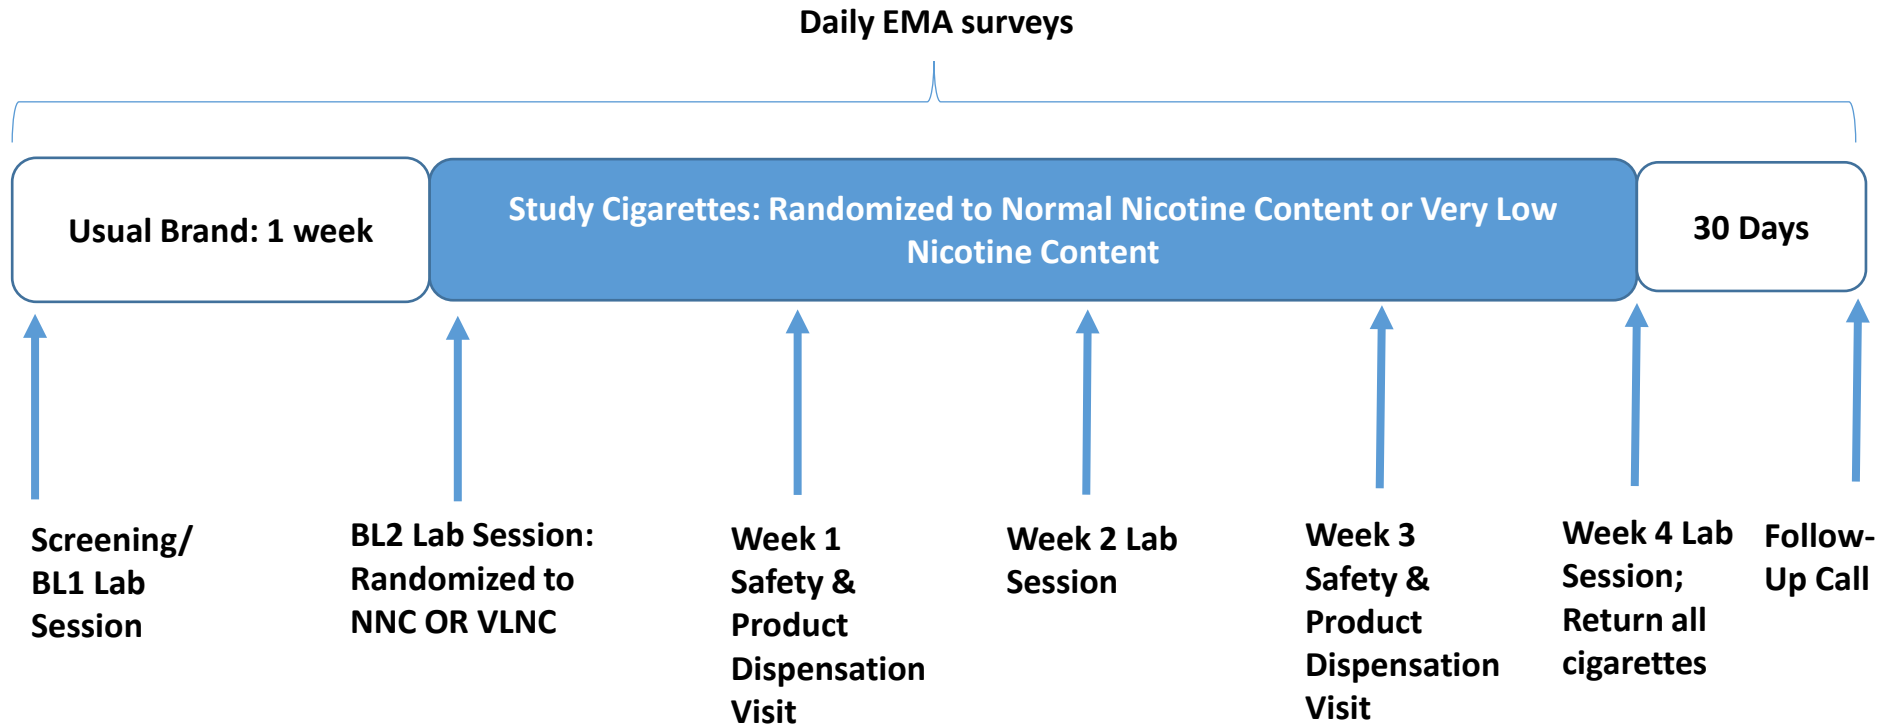 Daily EMA surveys
Usual Brand: 1 week
Study Cigarettes: Randomized to Normal Nicotine Content or Very Low
Nicotine Content
30 Days
Screening/
BL1 Lab
Session
BL2 Lab Session:
Randomized to
NNC OR VLNC
Week 1
Safety &
Product
Dispensation
Visit
Week 2 Lab
Session
Week 3
Safety &
Product
Dispensation
Visit
Week 4 Lab
Session;
Return all
cigarettes
Follow-
Up Call